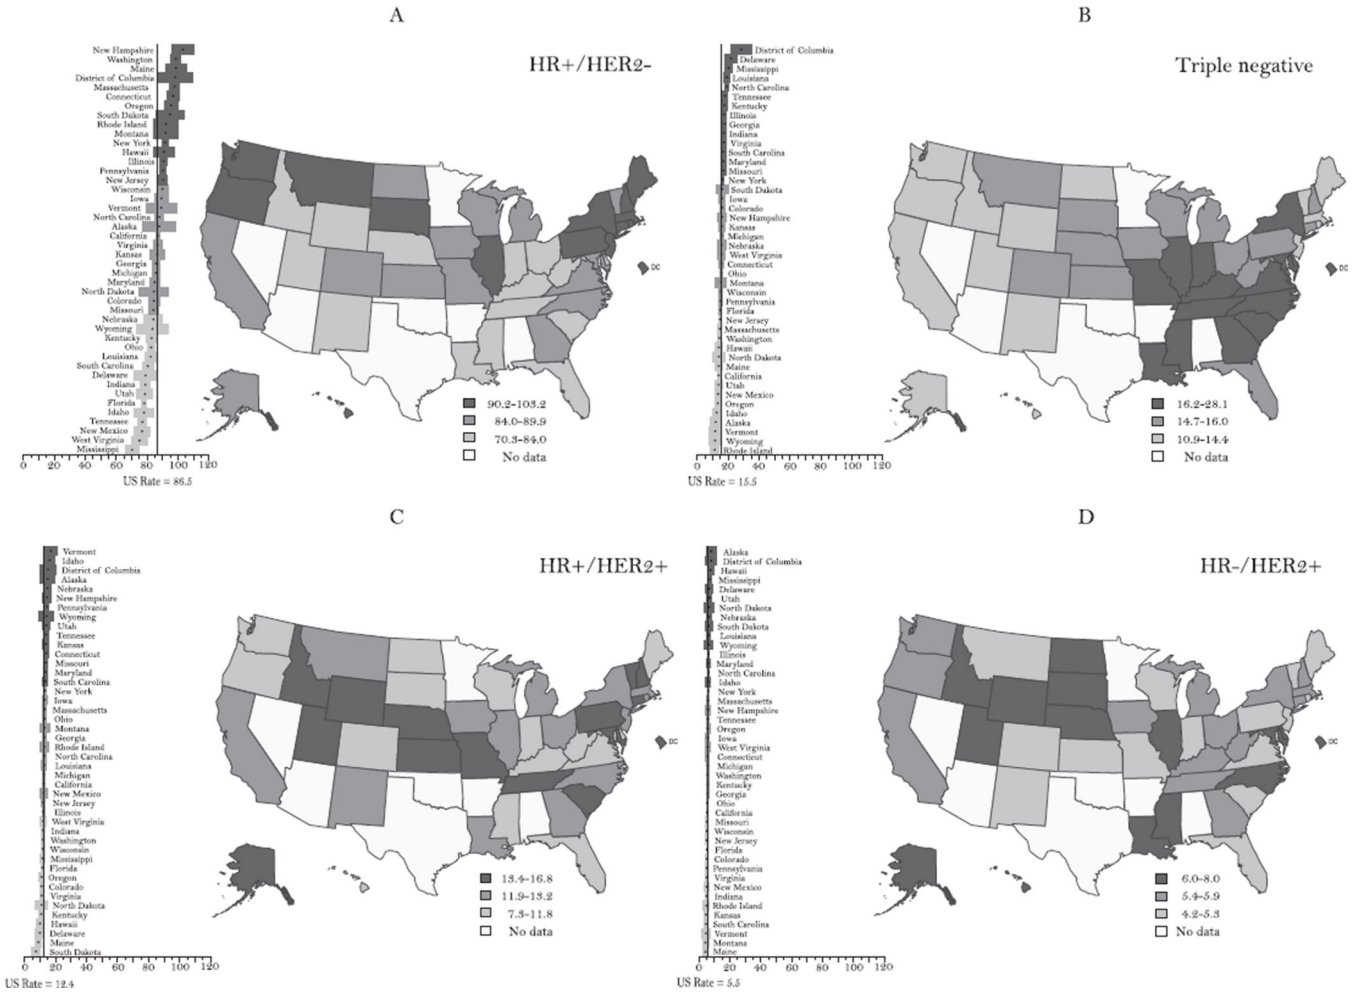 A
HR+/HER2-
New Hampshire
Washington
Maine
District of Columbia
Massachusetts
Connecticut
Oregon
South Dakota
Rhode Island
Montana
New York
Hawaii
Illinois
Pennsylvania
New Jersey
Wisconsin
Iowa
Vermont
North Carolina
Alaska
California
Virginia
Kansas
Georgia
Michigan
Maryland
North Dakota
Colorado
Missouri
Nebraska
Wyoming
Kentucky
Ohio
Louisiana
South Carolina
Delaware
Indiana
Utah
Florida
Idaho
Tennessee
New Mexico
West Virginia
Mississippi
0 20 40 60 80 100 120
US Rate = 86.5
DC
90.2-103.2
84.0-89.9
70.3-84.0
No data
B
Triple negative
District of Columbia
Delaware
Mississippi
Louisiana
North Carolina
Tennessee
Kentucky
Illinois
Georgia
Indiana
Virginia
South Carolina
Maryland
Missouri
New York
South Dakota
Iowa
Colorado
New Hampshire
Kansas
Michigan
Nebraska
West Virginia
Connecticut
Ohio
Montana
Wisconsin
Pennsylvania
Florida
New Jersey
Massachusetts
Washington
Hawaii
North Dakota
Maine
California
Utah
New Mexico
Oregon
Idaho
Alaska
Vermont
Wyoming
Rhode Island
0 20 40 60 80 100 120
US Rate = 15.5
DC
16.2-28.1
14.7-16.0
10.9-14.4
No data
C
HR+/HER2+
Vermont
Idaho
District of Columbia
Alaska
Nebraska
New Hampshire
Pennsylvania
Wyoming
Utah
Tennessee
Kansas
Connecticut
Missouri
Maryland
South Carolina
New York
Iowa
Massachusetts
Ohio
Montana
Georgia
Rhode Island
North Carolina
Louisiana
Michigan
California
New Mexico
New Jersey
Illinois
West Virginia
Indiana
Washington
Wisconsin
Mississippi
Florida
Oregon
Colorado
Virginia
North Dakota
Kentucky
Hawaii
Delaware
Maine
South Dakota
0 20 40 60 80 100 120
US Rate = 12.4
DC
13.4-16.8
11.9-13.2
7.3-11.8
No data
D
HR-/HER2+
Alaska
District of Columbia
Hawaii
Mississippi
Delaware
Utah
North Dakota
Nebraska
South Dakota
Louisiana
Wyoming
Illinois
Maryland
North Carolina
Idaho
New York
Massachusetts
New Hampshire
Tennessee
Oregon
Iowa
West Virginia
Connecticut
Michigan
Washington
Kentucky
Georgia
Ohio
California
Missouri
Wisconsin
New Jersey
Florida
Colorado
Pennsylvania
Virginia
New Mexico
Indiana
Rhode Island
Kansas
South Carolina
Vermont
Montana
Maine
0 20 40 60 80 100 120
US Rate = 5.5
DC
6.0-8.0
5.4-5.9
4.2-5.3
No data